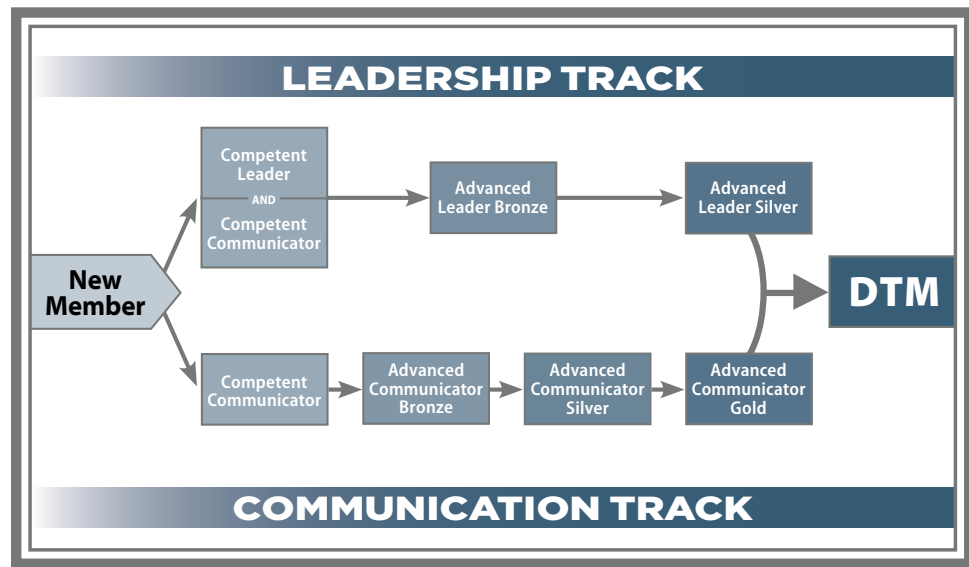 LEADERSHIP TRACK
Competent
Leader
AND
Competent
Communicator
Advanced
Leader Bronze
Advanced
Leader Silver
New
Member
DTM
Competent
Communicator
Advanced
Communicator
Bronze
Advanced
Communicator
Silver
Advanced
Communicator
Gold
COMMUNICATION TRACK